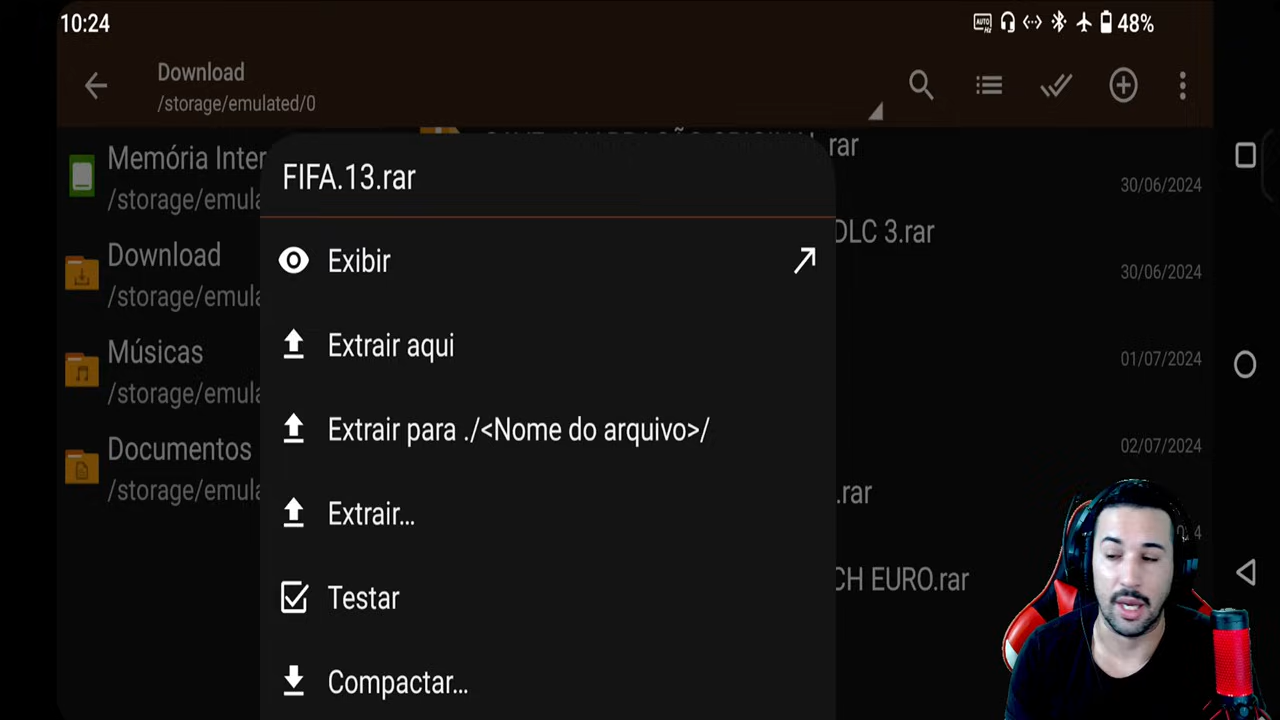 10:24
48%
Download
/storage/emulated/0
Memória Inter
/storage/emula
Download
/storage/emula
Músicas
/storage/emula
Documentos
/storage/emula
FIFA.13.rar
Exibir
Extrair aqui
Extrair para ./<Nome do arquivo>/
Extrair...
Testar
Compactar...
.rar
30/06/2024
DLC 3.rar
30/06/2024
01/07/2024
02/07/2024
.rar
CH EURO.rar